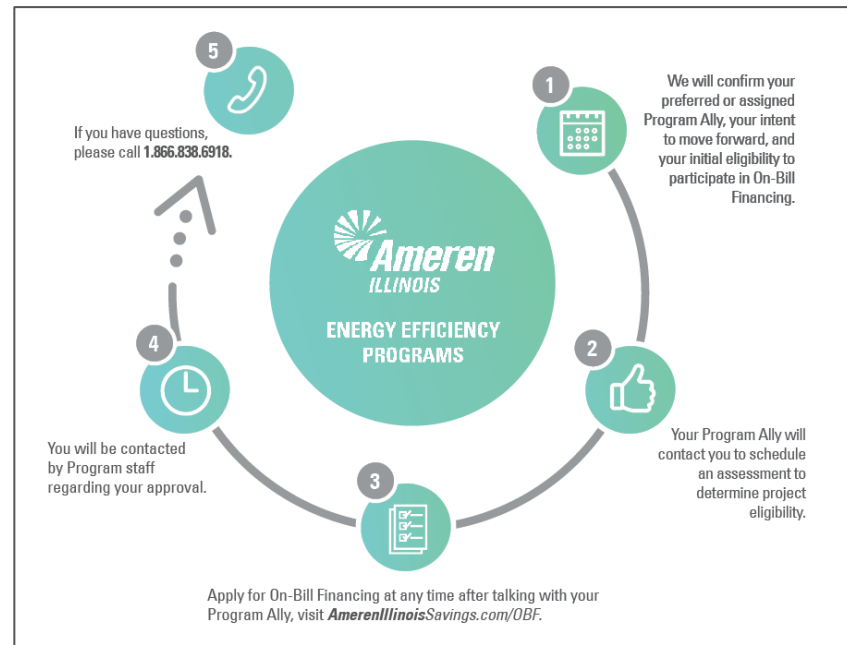 1
We will confirm your
preferred or assigned
Program Ally, your intent
to move forward, and
your initial eligibility to
participate in On-Bill
Financing.
2
Your Program Ally will
contact you to schedule
an assessment to
determine project
eligibility.
3
Apply for On-Bill Financing at any time after talking with your
Program Ally, visit AmerenIllinoisSavings.com/OBF.
4
You will be contacted
by Program staff
regarding your approval.
5
If you have questions,
please call 1.866.838.6918.
Ameren
ILLINOIS
ENERGY EFFICIENCY
PROGRAMS